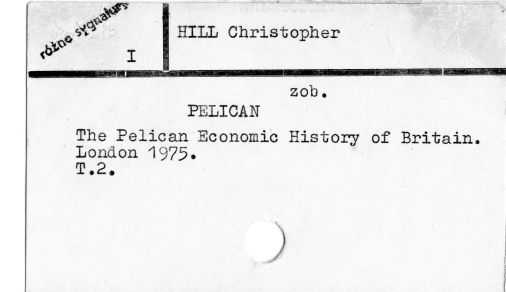 różne sygnatury
I
HILL Christopher
zob.
PELICAN
The Pelican Economic History of Britain.
London 1975.
T.2.